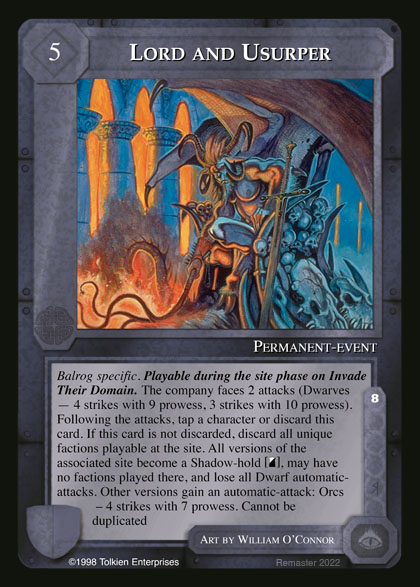 5
LORD AND USURPER
PERMANENT-EVENT
Balrog specific. Playable during the site phase on Invade
Their Domain. The company faces 2 attacks (Dwarves
— 4 strikes with 9 prowess, 3 strikes with 10 prowess).
Following the attacks, tap a character or discard this
card. If this card is not discarded, discard all unique
factions playable at the site. All versions of the
associated site become a Shadow-hold [], may have
no factions played there, and lose all Dwarf automatic-
attacks. Other versions gain an automatic-attack: Orcs
– 4 strikes with 7 prowess. Cannot be
duplicated
8
ART BY WILLIAM O'CONNOR
©1998 Tolkien Enterprises
Remaster 2022